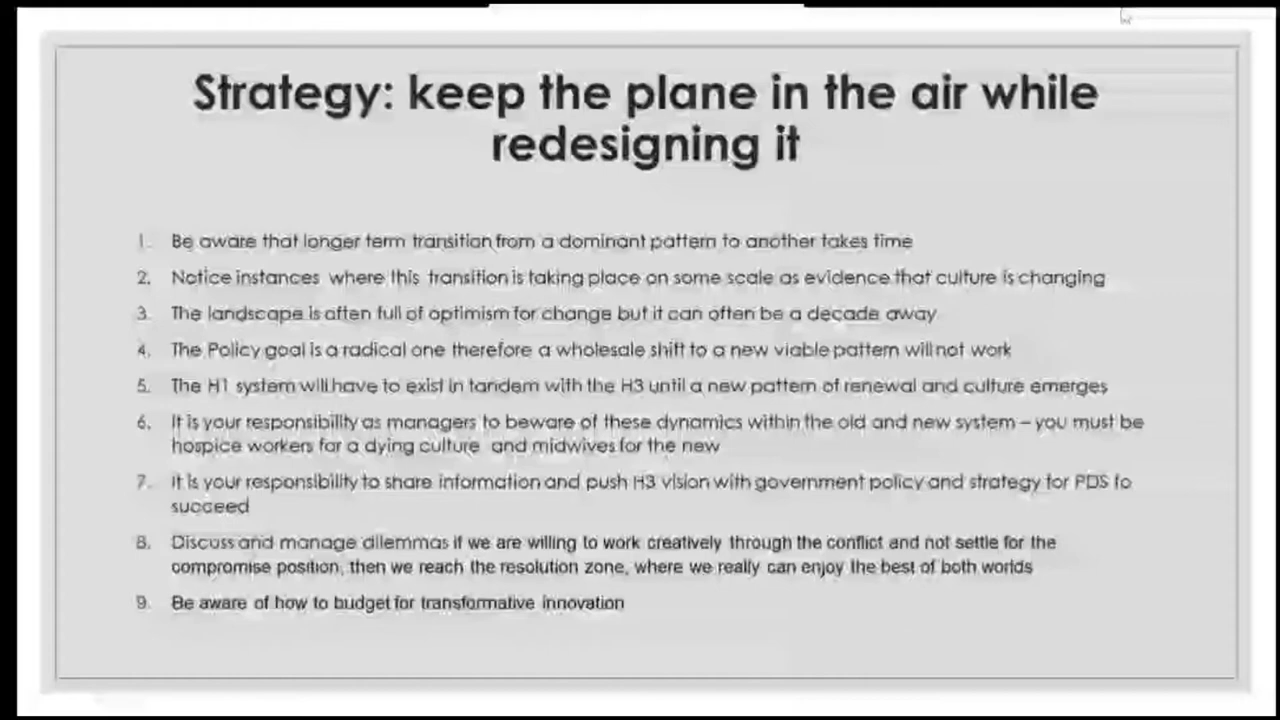 Strategy: keep the plane in the air while
redesigning it
1. Be aware that longer term transition from a dominant pattern to another takes time
2. Notice instances where this transition is taking place on some scale as evidence that culture is changing
3. The landscape is often full of optimism for change but it can often be a decade away
4. The Policy goal is a radical one therefore a wholesale shift to a new viable pattern will not work
5. The H1 system will have to exist in tandem with the H3 until a new pattern of renewal and culture emerges
6. It is your responsibility as managers to beware of these dynamics within the old and new system – you must be
hospice workers for a dying culture and midwives for the new
7. It is your responsibility to share information and push H3 vision with government policy and strategy for PDS to
succeed
8. Discuss and manage dilemmas if we are willing to work creatively through the conflict and not settle for the
compromise position, then we reach the resolution zone, where we really can enjoy the best of both worlds
9. Be aware of how to budget for transformative innovation